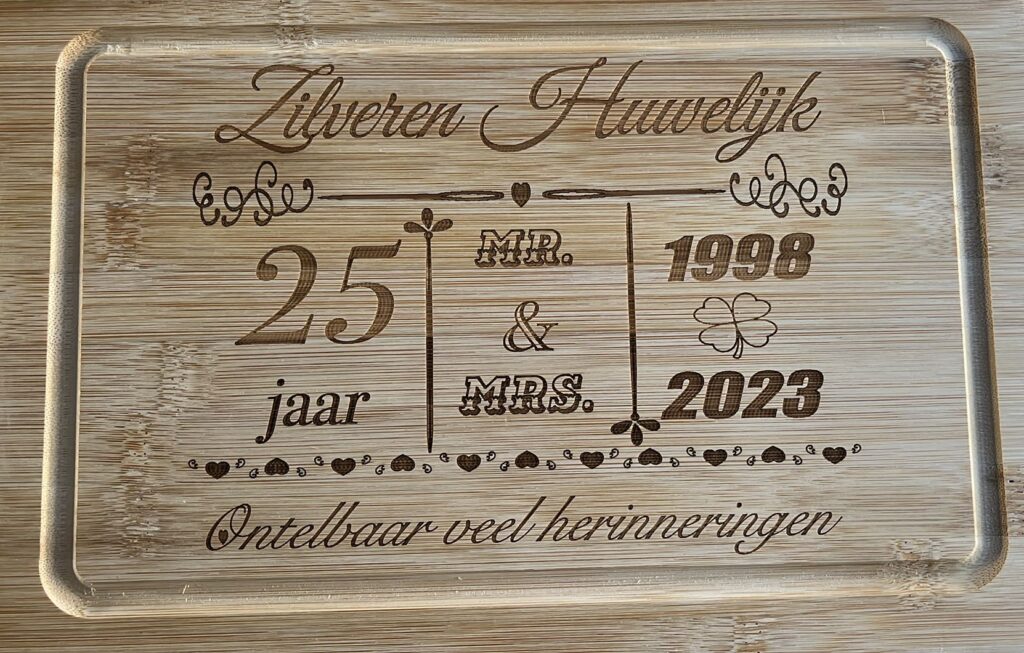 Zilveren Huwelijk
25
jaar
MR.
&
MRS.
1998
2023
Ontelbaar veel herinneringen